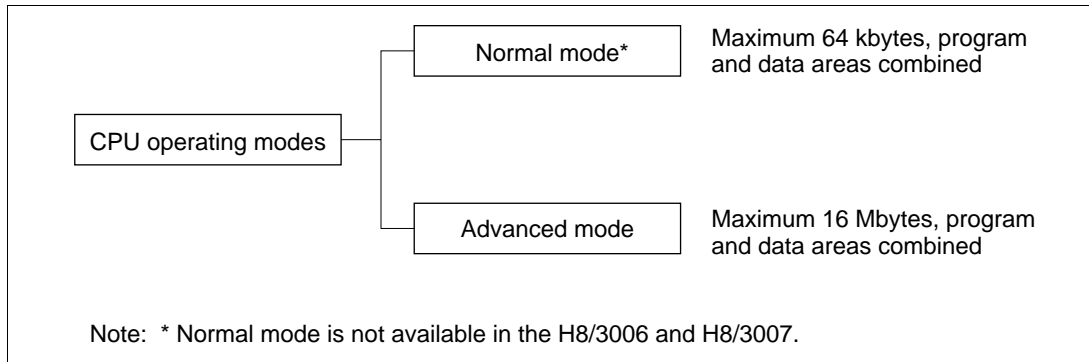 Normal mode*
Maximum 64 kbytes, program
and data areas combined
CPU operating modes
Advanced mode
Maximum 16 Mbytes, program
and data areas combined
Note: * Normal mode is not available in the H8/3006 and H8/3007.